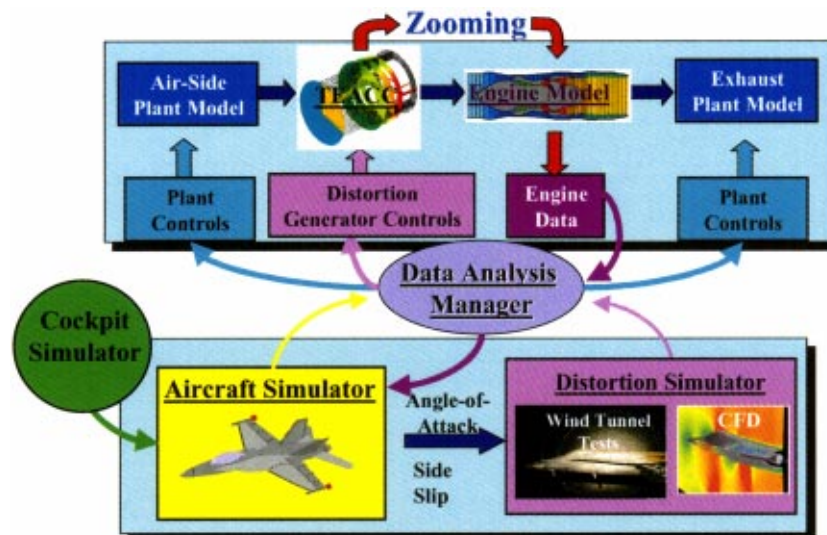 Zooming
Air-Side
Plant Model
TEACC
Engine Model
Exhaust
Plant Model
Plant
Controls
Distortion
Generator Controls
Engine
Data
Plant
Controls
Data Analysis
Manager
Cockpit
Simulator
Aircraft Simulator
Angle-of-
Attack
Side
Slip
Distortion Simulator
Wind Tunnel
Tests
CFD